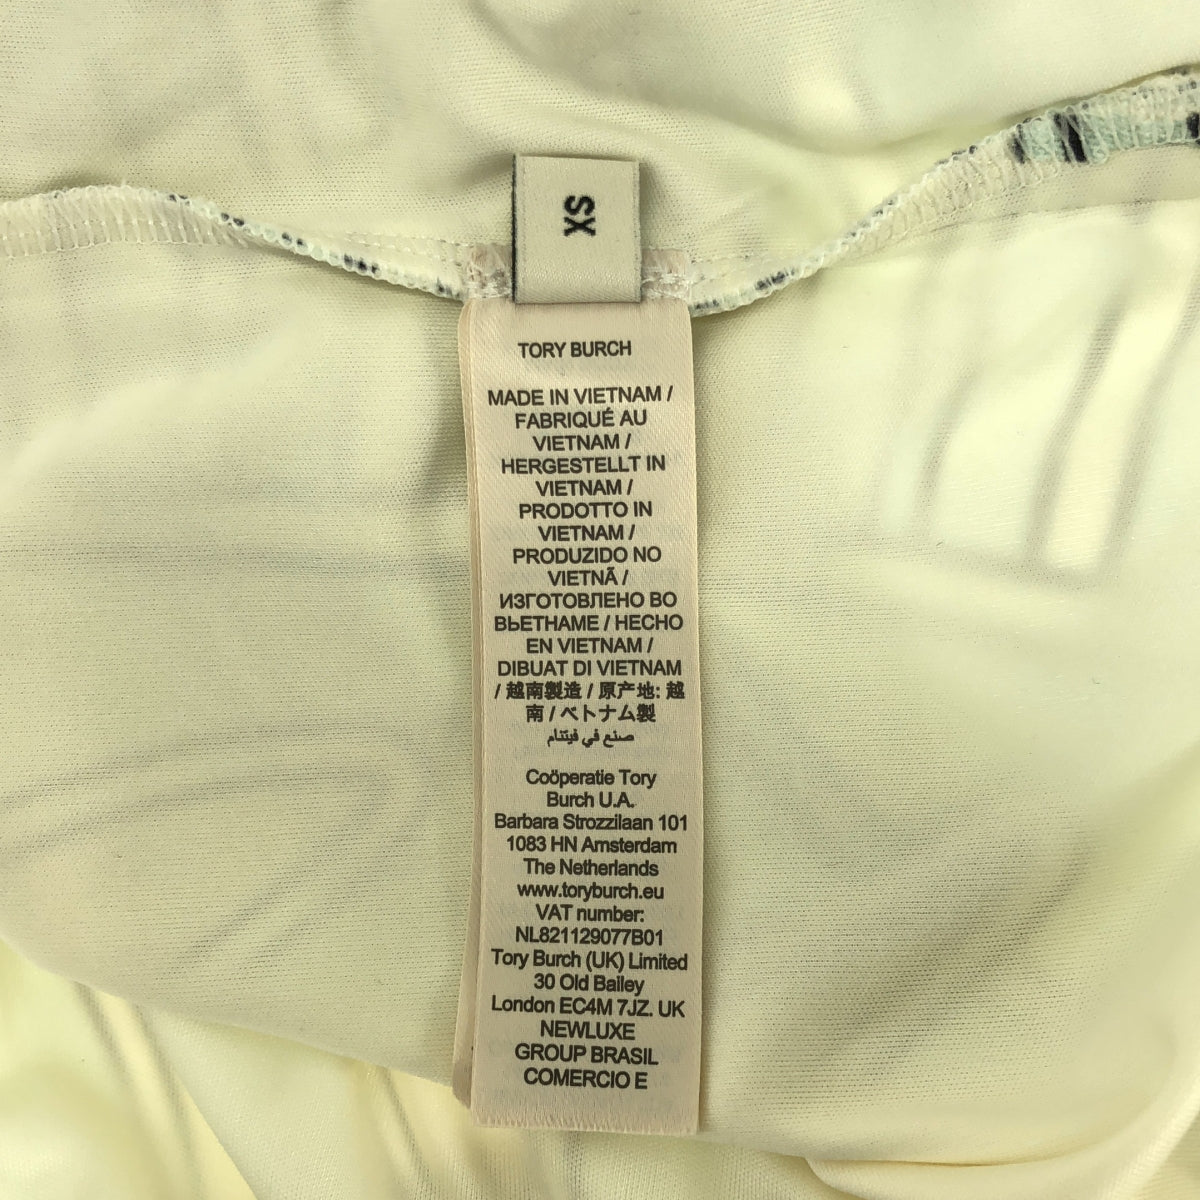 XS
TORY BURCH
MADE IN VIETNAM /
FABRIQUÉ AU
VIETNAM /
HERGESTELLT IN
VIETNAM /
PRODOTTO IN
VIETNAM /
PRODUZIDO NO
VIETNÃ /
ИЗГОТОВЛЕНО ВО
ВЬЕТНАМЕ / HECHO
EN VIETNAM /
DIBUAT DI VIETNAM
/ 越南製造 / 原产地: 越
南 / ベトナム製
صنع في فيتنام
Coöperatie Tory
Burch U.A.
Barbara Strozzilaan 101
1083 HN Amsterdam
The Netherlands
www.toryburch.eu
VAT number:
NL821129077B01
Tory Burch (UK) Limited
30 Old Bailey
London EC4M 7JZ. UK
NEWLUXE
GROUP BRASIL
COMERCIO E